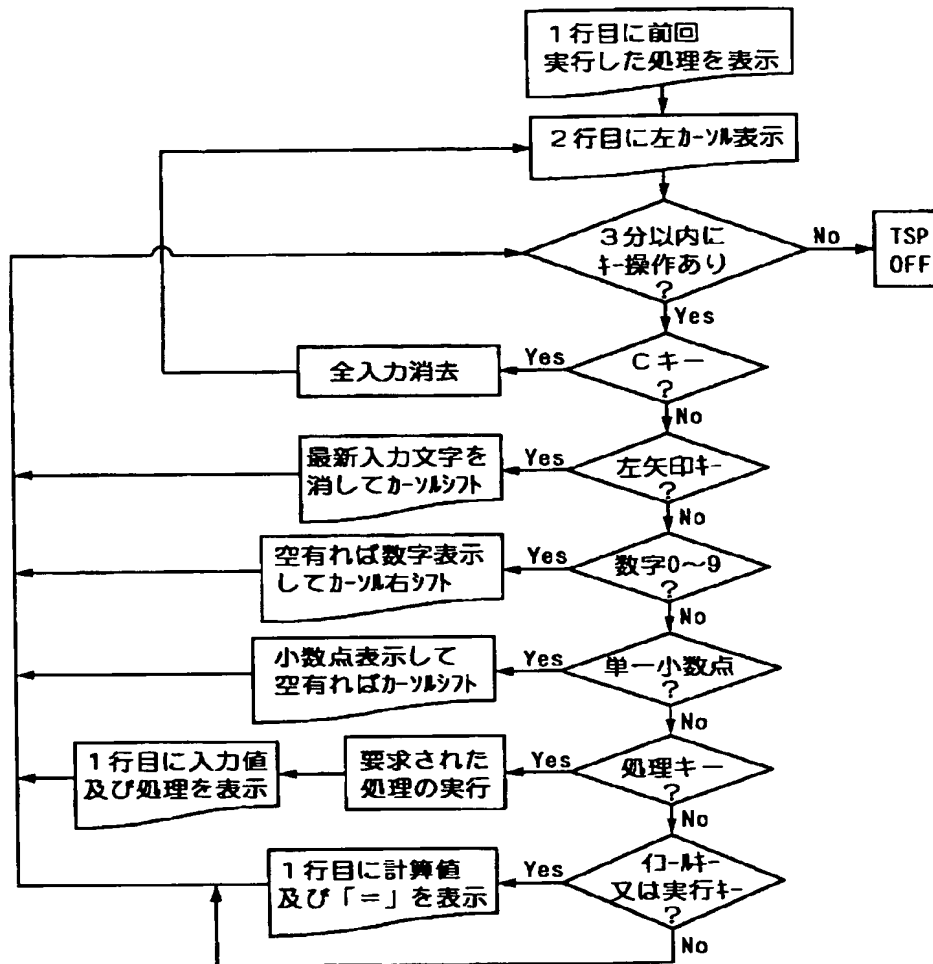 1行目に前回
実行した処理を表示
2行目に左カーソル表示
3分以内に
キー操作あり
?
No
TSP
OFF
Yes
Cキー
?
Yes
全入力消去
No
左矢印キー
?
Yes
最新入力文字を
消してカーソルシフト
No
数字0〜9
?
Yes
空有れば数字表示
してカーソル右シフト
No
単一小数点
?
Yes
小数点表示して
空有ればカーソルシフト
No
処理キー
?
Yes
要求された
処理の実行
1行目に入力値
及び処理を表示
No
イコールキー
又は実行キー
?
Yes
1行目に計算値
及び「=」を表示
No